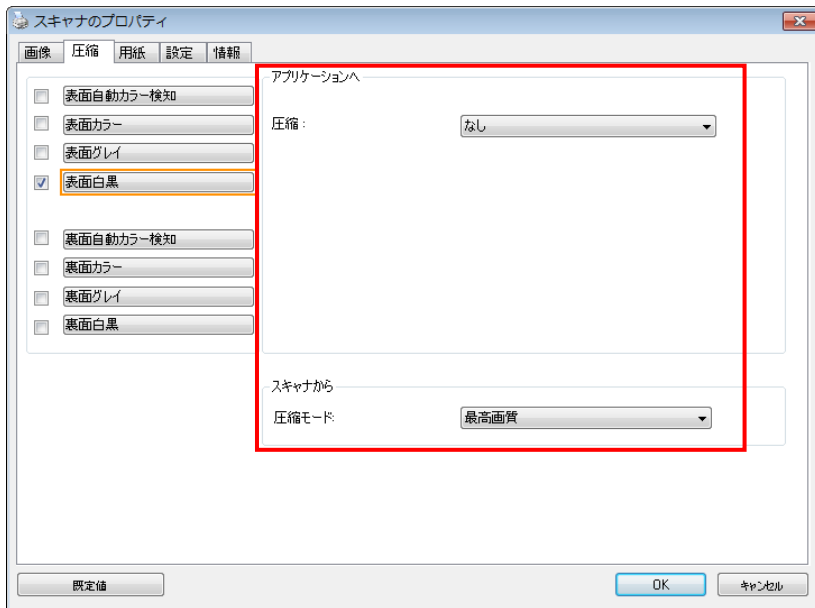 スキャナのプロパティ
画像 圧縮 用紙 設定 情報
アプリケーションへ
表面自動カラー検知
表面カラー
圧縮： なし
表面グレイ
表面白黒
裏面自動カラー検知
裏面カラー
裏面グレイ
裏面白黒
スキャナから
圧縮モード: 最高画質
既定値 OK キャンセル